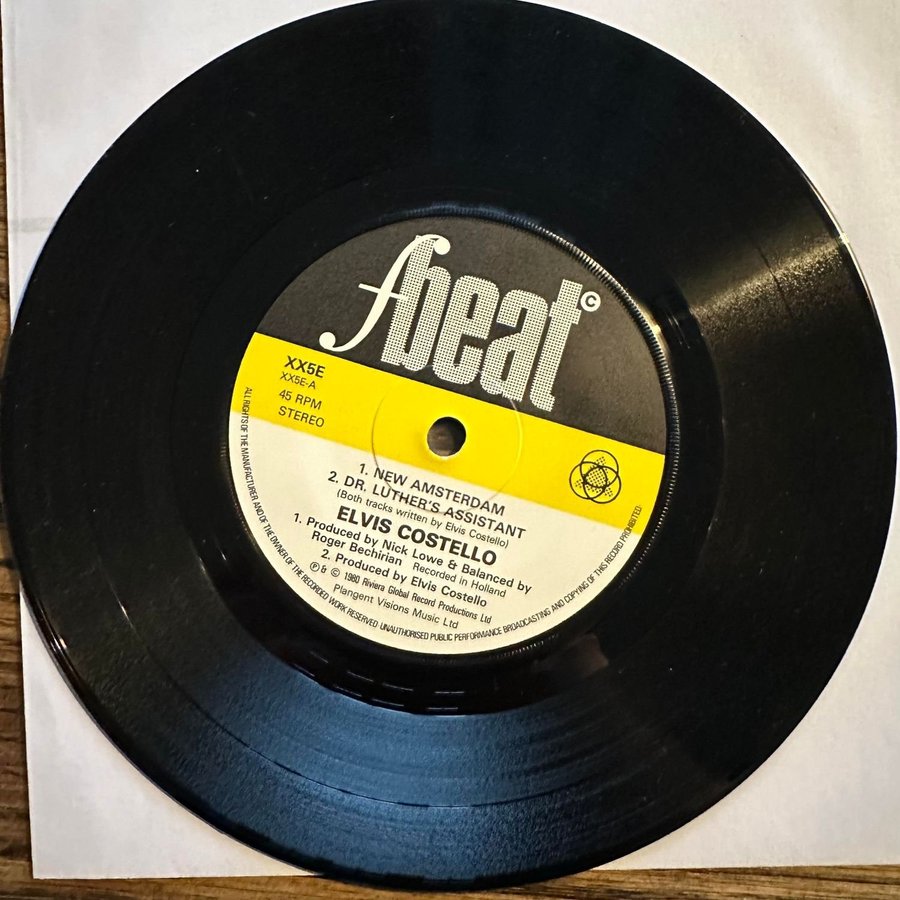 fbeat ©
XX5E
XX5E-A
45 RPM
STEREO
1. NEW AMSTERDAM
2. DR. LUTHER'S ASSISTANT
(Both tracks written by Elvis Costello)
ELVIS COSTELLO
1. Produced by Nick Lowe & Balanced by
Roger Bechirian Recorded in Holland
2. Produced by Elvis Costello
℗ & © 1980 Riviera Global Record Productions Ltd
Plangent Visions Music Ltd
ALL RIGHTS OF THE MANUFACTURER AND OF THE OWNER OF THE RECORDED WORK RESERVED. UNAUTHORISED PUBLIC PERFORMANCE BROADCASTING AND COPYING OF THIS RECORD PROHIBITED